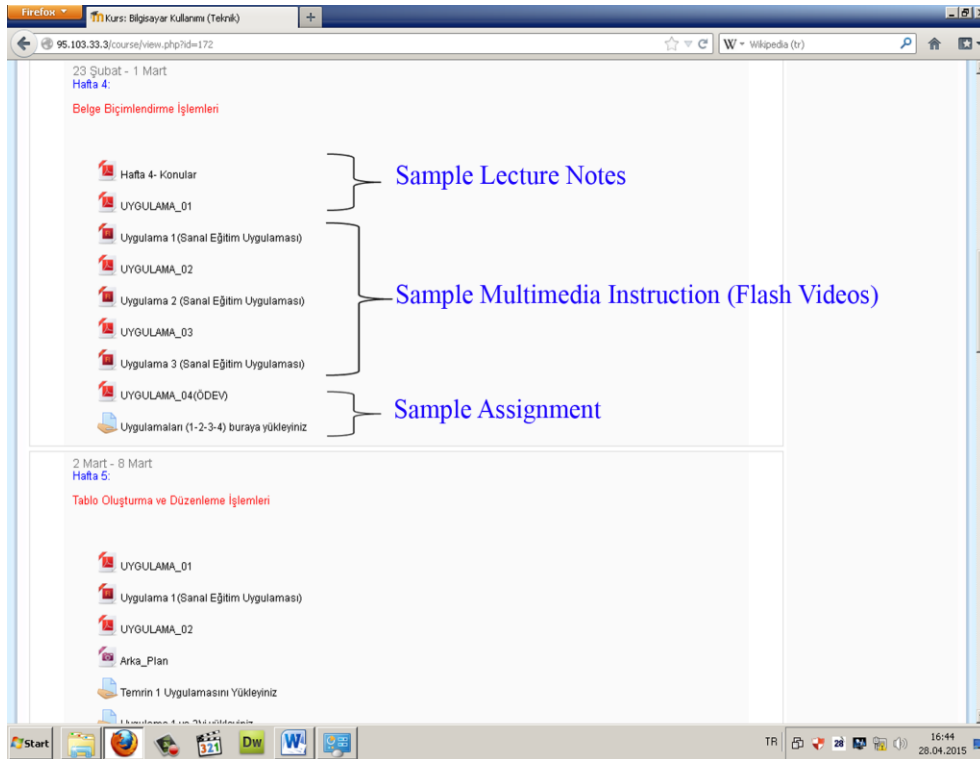 Firefox
Kurs: Bilgisayar Kullanımı (Teknik)
95.103.33.3/course/view.php?id=172
W Wikipedia (tr)
23 Şubat - 1 Mart
Hafta 4:
Belge Biçimlendirme İşlemleri
Hafta 4- Konular
Sample Lecture Notes
UYGULAMA_01
Uygulama 1(Sanal Eğitim Uygulaması)
UYGULAMA_02
Uygulama 2 (Sanal Eğitim Uygulaması)
Sample Multimedia Instruction (Flash Videos)
UYGULAMA_03
Uygulama 3 (Sanal Eğitim Uygulaması)
UYGULAMA_04(ÖDEV)
Sample Assignment
Uygulamaları (1-2-3-4) buraya yükleyiniz
2 Mart - 8 Mart
Hafta 5:
Tablo Oluşturma ve Düzenleme İşlemleri
UYGULAMA_01
Uygulama 1(Sanal Eğitim Uygulaması)
UYGULAMA_02
Arka_Plan
Temrin 1 Uygulamasını Yükleyiniz
Start
321
Dw
W
TR
28
16:44
28.04.2015